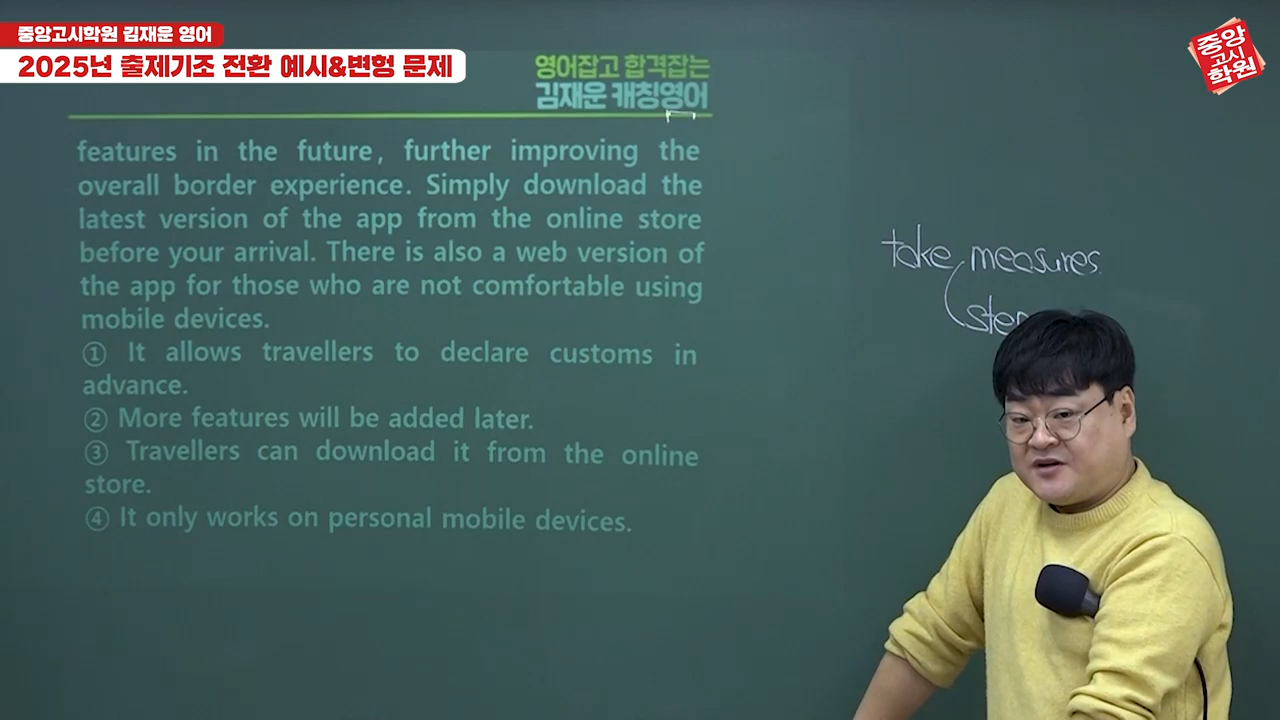 중앙고시학원 김재운 영어
2025년 출제기조 전환 예시&변형 문제
중앙
고시
학원
영어잡고 합격잡는
김재운 캐칭영어
features in the future, further improving the
overall border experience. Simply download the
latest version of the app from the online store
before your arrival. There is also a web version of
the app for those who are not comfortable using
mobile devices.
① It allows travellers to declare customs in
advance.
② More features will be added later.
③ Travellers can download it from the online
store.
④ It only works on personal mobile devices.
take measures